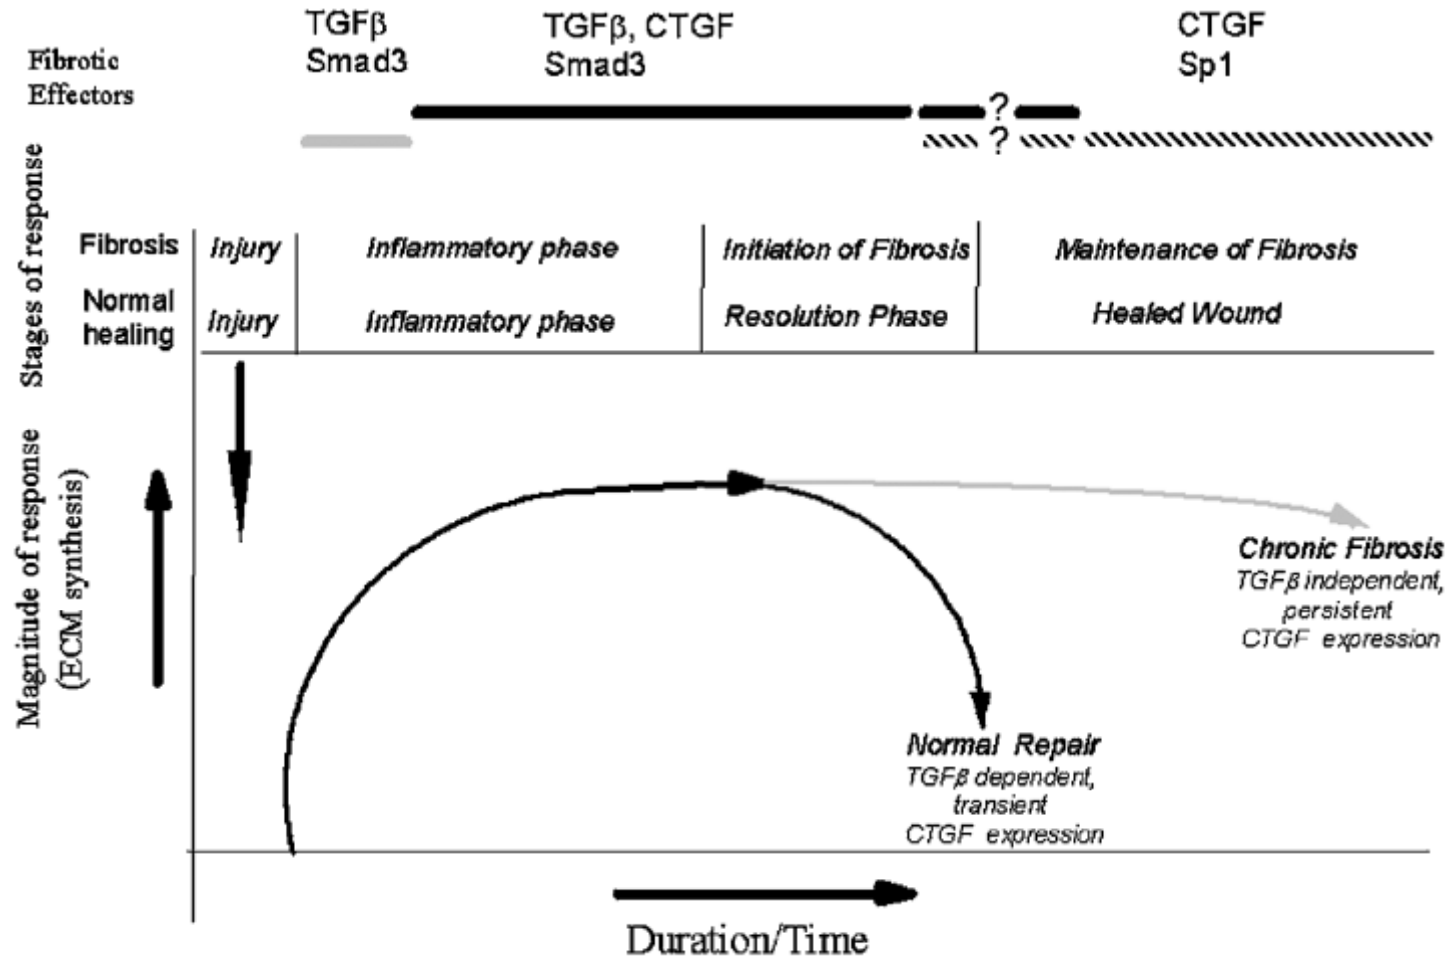 TGFβ
Smad3
TGFβ, CTGF
Smad3
CTGF
Sp1
Fibrotic
Effectors
?
?
Stages of response
Fibrosis
Injury
Inflammatory phase
Initiation of Fibrosis
Maintenance of Fibrosis
Normal
healing
Injury
Inflammatory phase
Resolution Phase
Healed Wound
Magnitude of response
(ECM synthesis)
Chronic Fibrosis
TGFβ independent,
persistent
CTGF expression
Normal Repair
TGFβ dependent,
transient
CTGF expression
Duration/Time